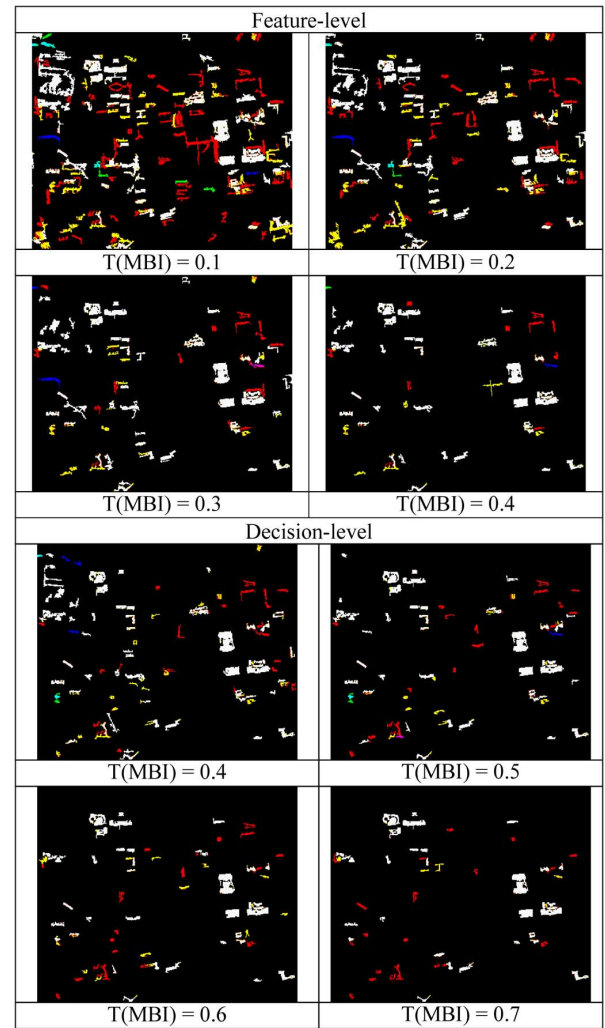 Feature-level
T(MBI) = 0.1 T(MBI) = 0.2
T(MBI) = 0.3 T(MBI) = 0.4
Decision-level
T(MBI) = 0.4 T(MBI) = 0.5
T(MBI) = 0.6 T(MBI) = 0.7